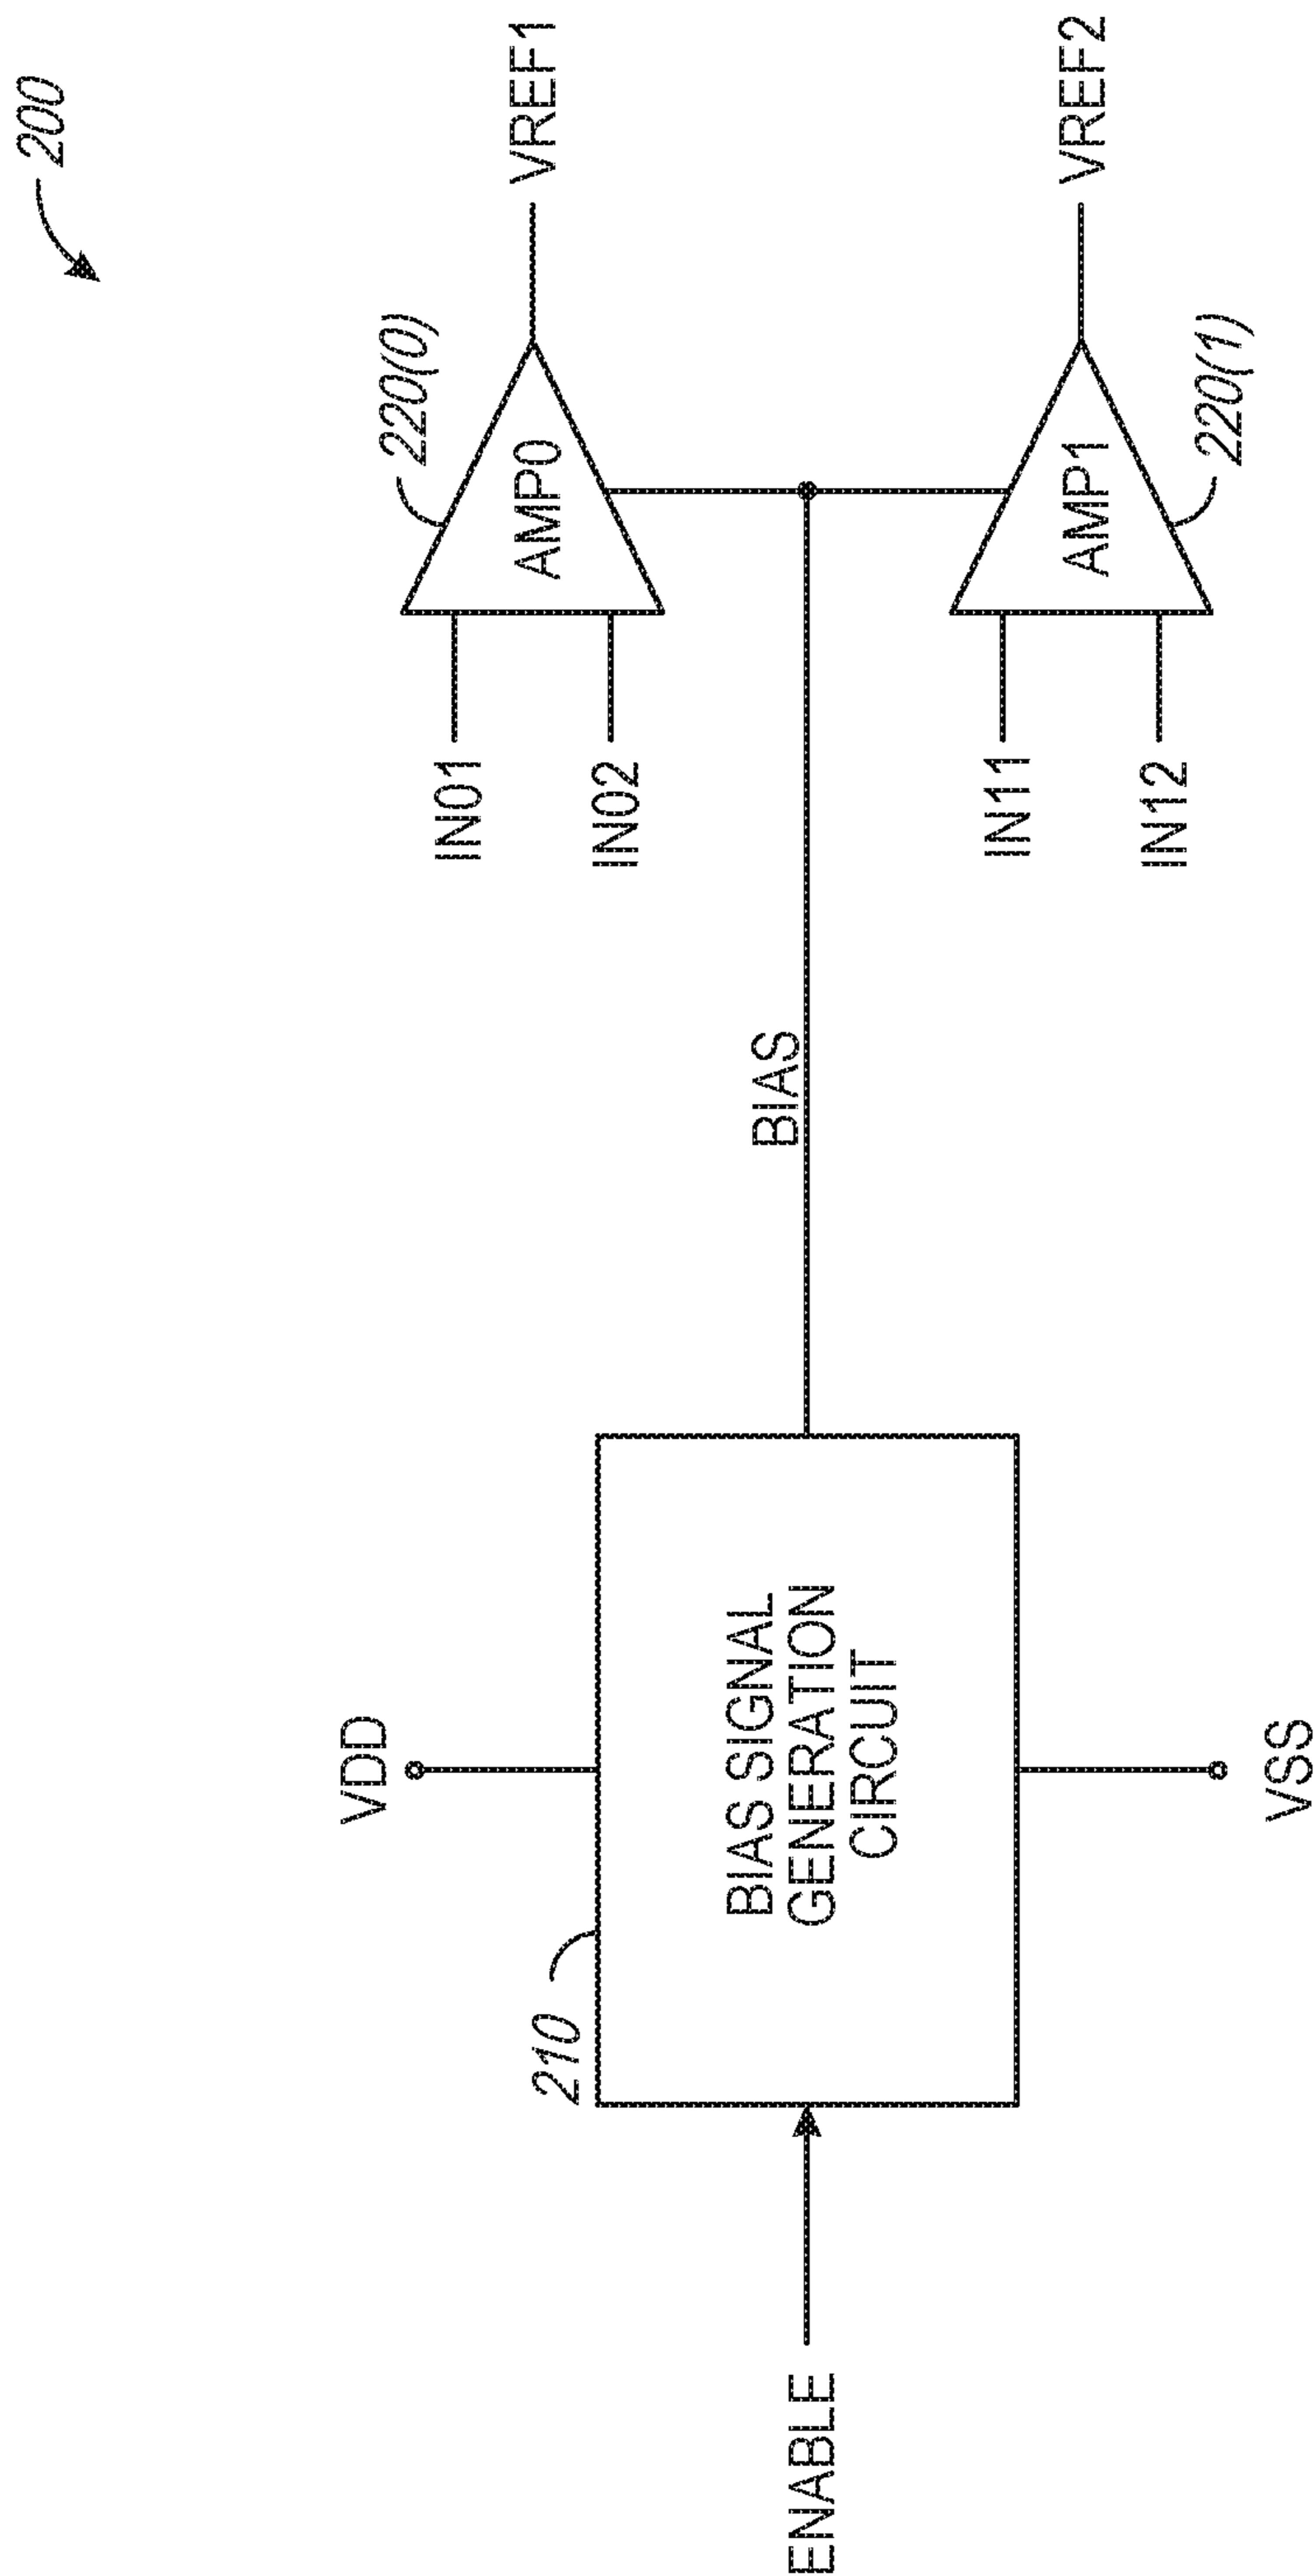 200
220(0)
VREF1
IN01
AMP0
IN02
VDD
210
BIAS SIGNAL
GENERATION
CIRCUIT
ENABLE
BIAS
VREF2
IN11
AMP1
IN12
220(1)
VSS